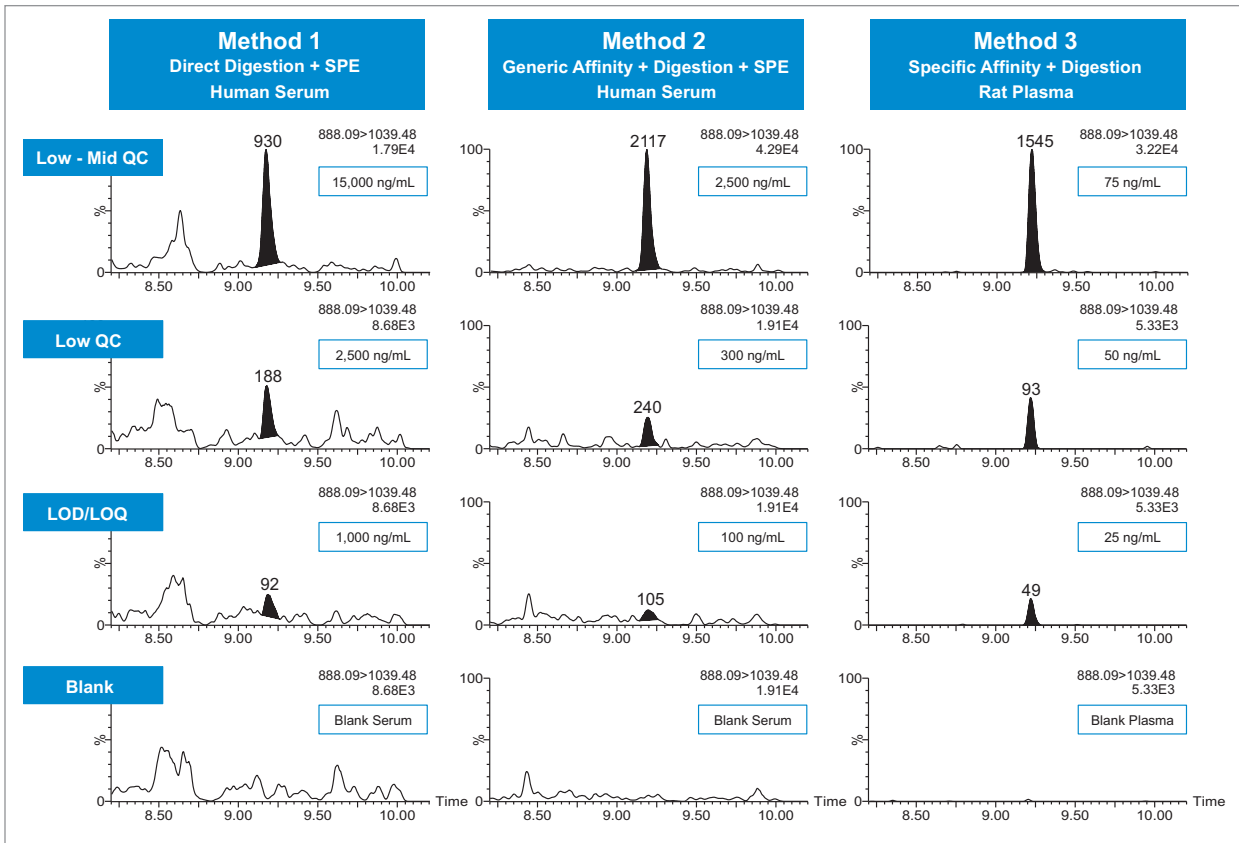 Method 1
Direct Digestion + SPE
Human Serum
Method 2
Generic Affinity + Digestion + SPE
Human Serum
Method 3
Specific Affinity + Digestion
Rat Plasma
Low - Mid QC
930
888.09>1039.48
1.79E4
15,000 ng/mL
%
0
8.50 9.00 9.50 10.00
2117
888.09>1039.48
4.29E4
2,500 ng/mL
100
%
0
8.50 9.00 9.50 10.00
1545
888.09>1039.48
3.22E4
75 ng/mL
100
%
0
8.50 9.00 9.50 10.00
Low QC
188
888.09>1039.48
8.68E3
2,500 ng/mL
%
0
8.50 9.00 9.50 10.00
240
888.09>1039.48
1.91E4
300 ng/mL
100
%
0
8.50 9.00 9.50 10.00
93
888.09>1039.48
5.33E3
50 ng/mL
100
%
0
8.50 9.00 9.50 10.00
LOD/LOQ
92
888.09>1039.48
8.68E3
1,000 ng/mL
%
0
8.50 9.00 9.50 10.00
105
888.09>1039.48
1.91E4
100 ng/mL
100
%
0
8.50 9.00 9.50 10.00
49
888.09>1039.48
5.33E3
25 ng/mL
100
%
0
8.50 9.00 9.50 10.00
Blank
888.09>1039.48
8.68E3
Blank Serum
%
0
Time
8.50 9.00 9.50 10.00
888.09>1039.48
1.91E4
Blank Serum
100
%
0
Time
8.50 9.00 9.50 10.00
888.09>1039.48
5.33E3
Blank Plasma
100
%
0
Time
8.50 9.00 9.50 10.00